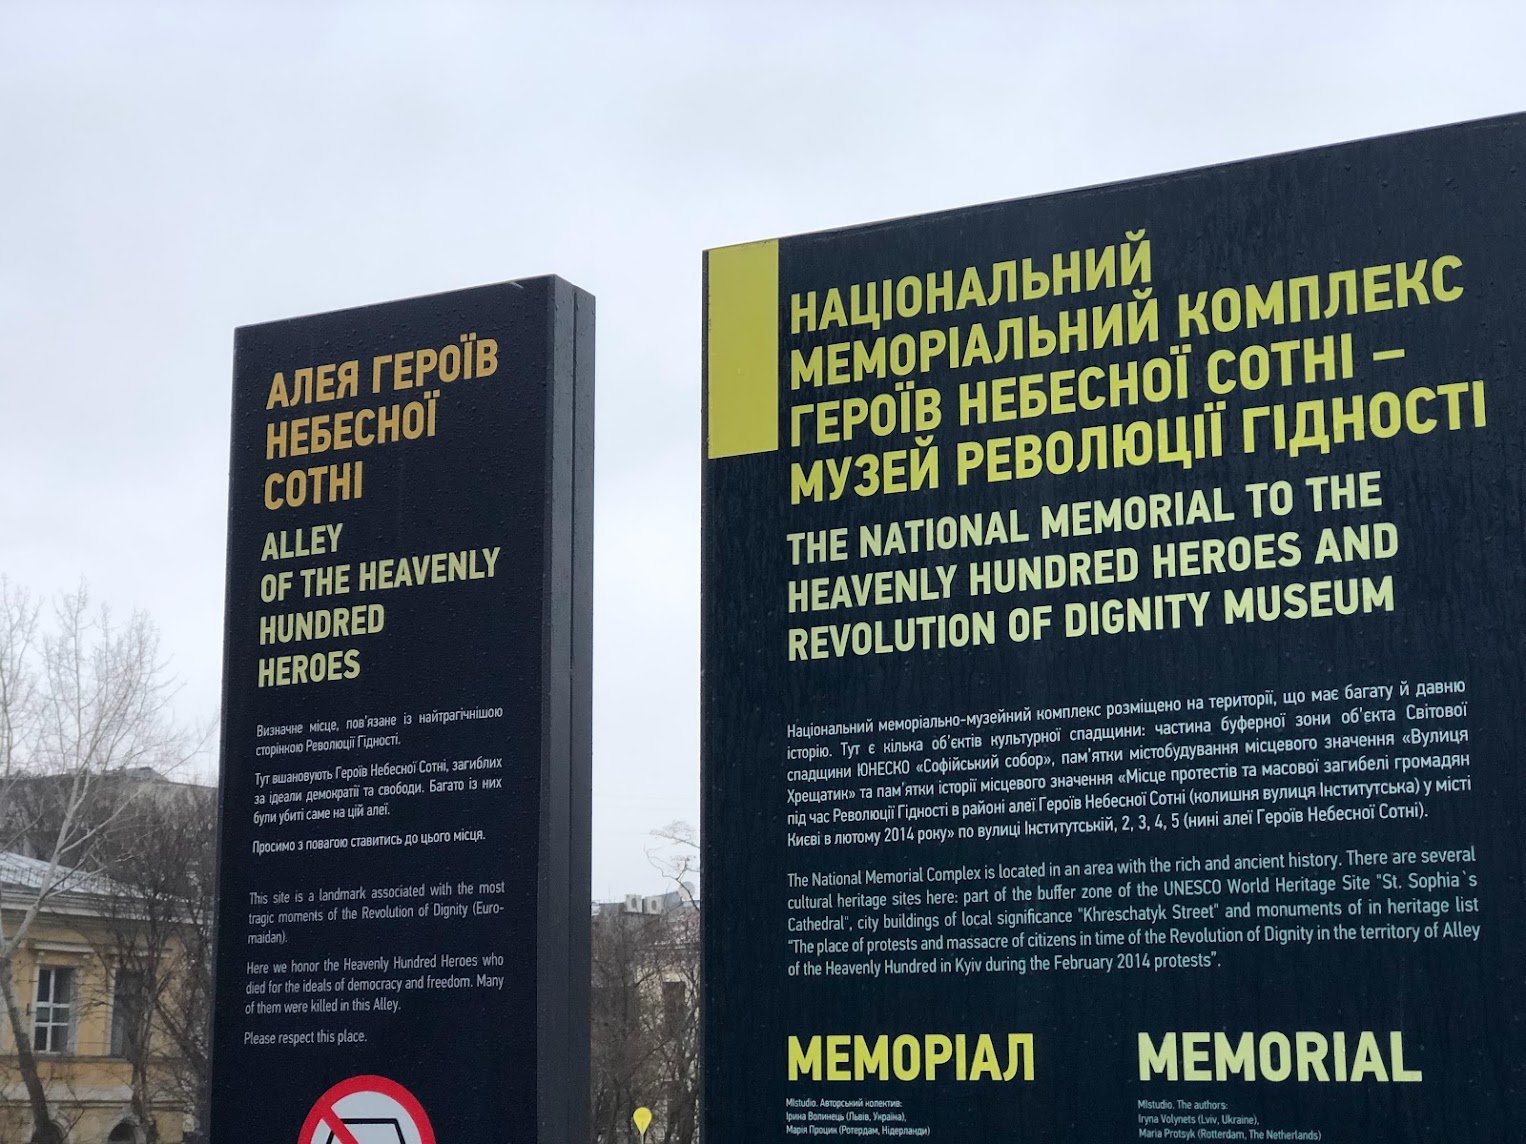 АЛЕЯ ГЕРОЇВ
НЕБЕСНОЇ
СОТНІ
ALLEY
OF THE HEAVENLY
HUNDRED
HEROES
Визначне місце, пов'язане із найтрагічнішою
сторінкою Революції Гідності.
Тут вшановують Героїв Небесної Сотні, загиблих
за ідеали демократії та свободи. Багато із них
були убиті саме на цій алеї.
Просимо з повагою ставитись до цього місця.
This site is a landmark associated with the most
tragic moments of the Revolution of Dignity (Euro-
maidan).
Here we honor the Heavenly Hundred Heroes who
died for the ideals of democracy and freedom. Many
of them were killed in this Alley.
Please respect this place.
НАЦІОНАЛЬНИЙ
МЕМОРІАЛЬНИЙ КОМПЛЕКС
ГЕРОЇВ НЕБЕСНОЇ СОТНІ –
МУЗЕЙ РЕВОЛЮЦІЇ ГІДНОСТІ
THE NATIONAL MEMORIAL TO THE
HEAVENLY HUNDRED HEROES AND
REVOLUTION OF DIGNITY MUSEUM
Національний меморіально-музейний комплекс розміщено на території, що має багату й давню
історію. Тут є кілька об'єктів культурної спадщини: частина буферної зони об'єкта Світової
спадщини ЮНЕСКО «Софійський собор», пам'ятки містобудування місцевого значення «Вулиця
Хрещатик» та пам'ятки історії місцевого значення «Місце протестів та масової загибелі громадян
під час Революції Гідності в районі алеї Героїв Небесної Сотні (колишня вулиця Інститутська) у місті
Києві в лютому 2014 року» по вулиці Інститутській, 2, 3, 4, 5 (нині алеї Героїв Небесної Сотні).
The National Memorial Complex is located in an area with the rich and ancient history. There are several
cultural heritage sites here: part of the buffer zone of the UNESCO World Heritage Site "St. Sophia`s
Cathedral", city buildings of local significance "Khreschatyk Street" and monuments of in heritage list
"The place of protests and massacre of citizens in time of the Revolution of Dignity in the territory of Alley
of the Heavenly Hundred in Kyiv during the February 2014 protests".
МЕМОРІАЛ
MIstudio. Авторський колектив:
Ірина Волинець (Львів, Україна),
Марія Процик (Ротердам, Нідерланди)
MEMORIAL
MIstudio. The authors:
Iryna Volynets (Lviv, Ukraine),
Maria Protsyk (Rotterdam, The Netherlands)